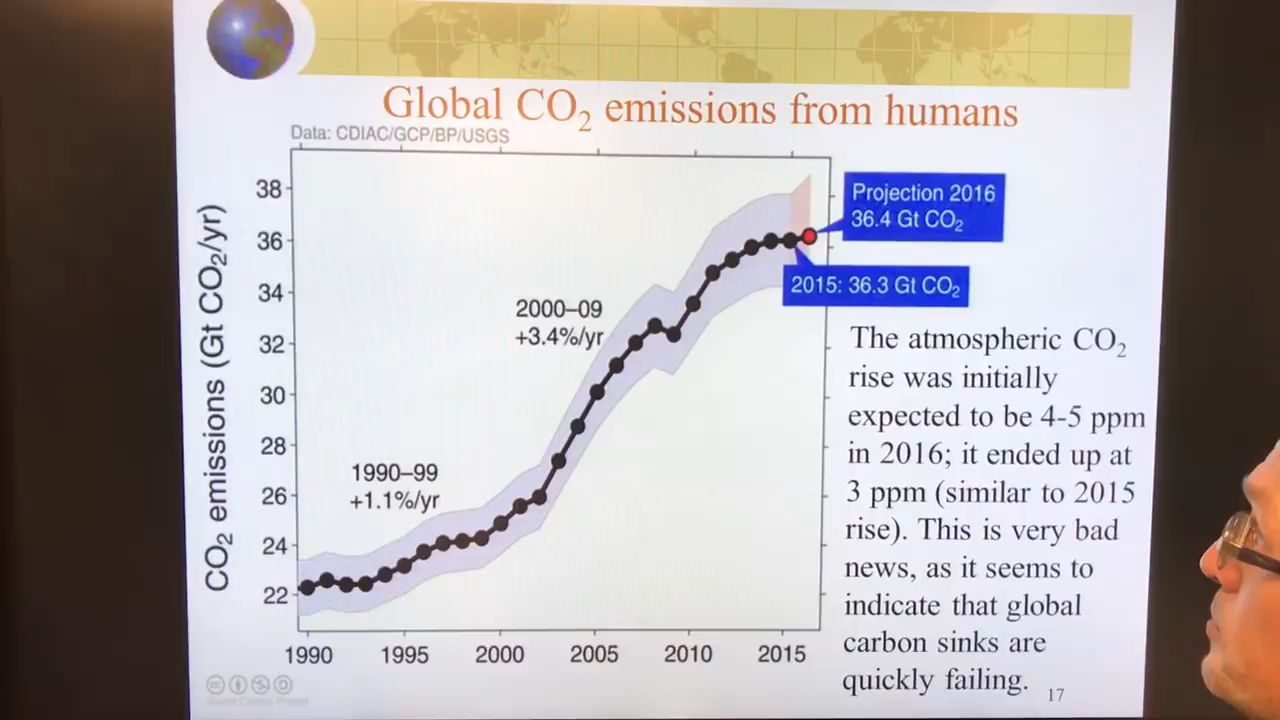 Global CO₂ emissions from humans
Data: CDIAC/GCP/BP/USGS
CO₂ emissions (Gt CO₂/yr)
38
36
34
32
30
28
26
24
22
1990
1995
2000
2005
2010
2015
1990–99
+1.1%/yr
2000–09
+3.4%/yr
Projection 2016
36.4 Gt CO₂
2015: 36.3 Gt CO₂
The atmospheric CO₂
rise was initially
expected to be 4-5 ppm
in 2016; it ended up at
3 ppm (similar to 2015
rise). This is very bad
news, as it seems to
indicate that global
carbon sinks are
quickly failing.
17
Global Carbon Project